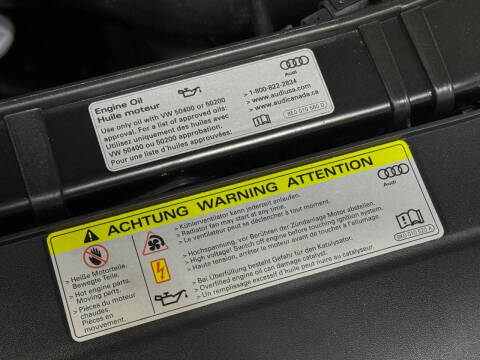 Engine Oil
Huile moteur
Use only oil with VW 50400 or 50200
approval. For a list of approved oils:
Utilisez uniquement des huiles avec
VW 50400 ou 50200 approbation.
Pour une liste d'huiles approuvées:
Audi
> 1-800-822-2834
> www.audiusa.com
> www.audicanada.ca
ACHTUNG WARNING ATTENTION
Audi
> Heiße Motorteile.
Bewegte Teile.
> Hot engine parts.
Moving parts.
> Pièces du moteur
chaudes.
Pièces en
mouvement.
> Kühlerventilator kann jederzeit anlaufen.
> Radiator fan may start at any time.
> Le ventilateur peut se déclencher à tout moment.
> Hochspannung, vor Berühren der Zündanlage Motor abstellen.
> High voltage! Switch off engine before touching ignition system.
> Haute tension, arrêter le moteur avant de toucher à l'allumage.
> Bei Überfüllung besteht Gefahr für den Katalysator.
> Overfilled engine oil can damage catalyst.
> Un remplissage excessif d'huile peut nuire au catalyseur.